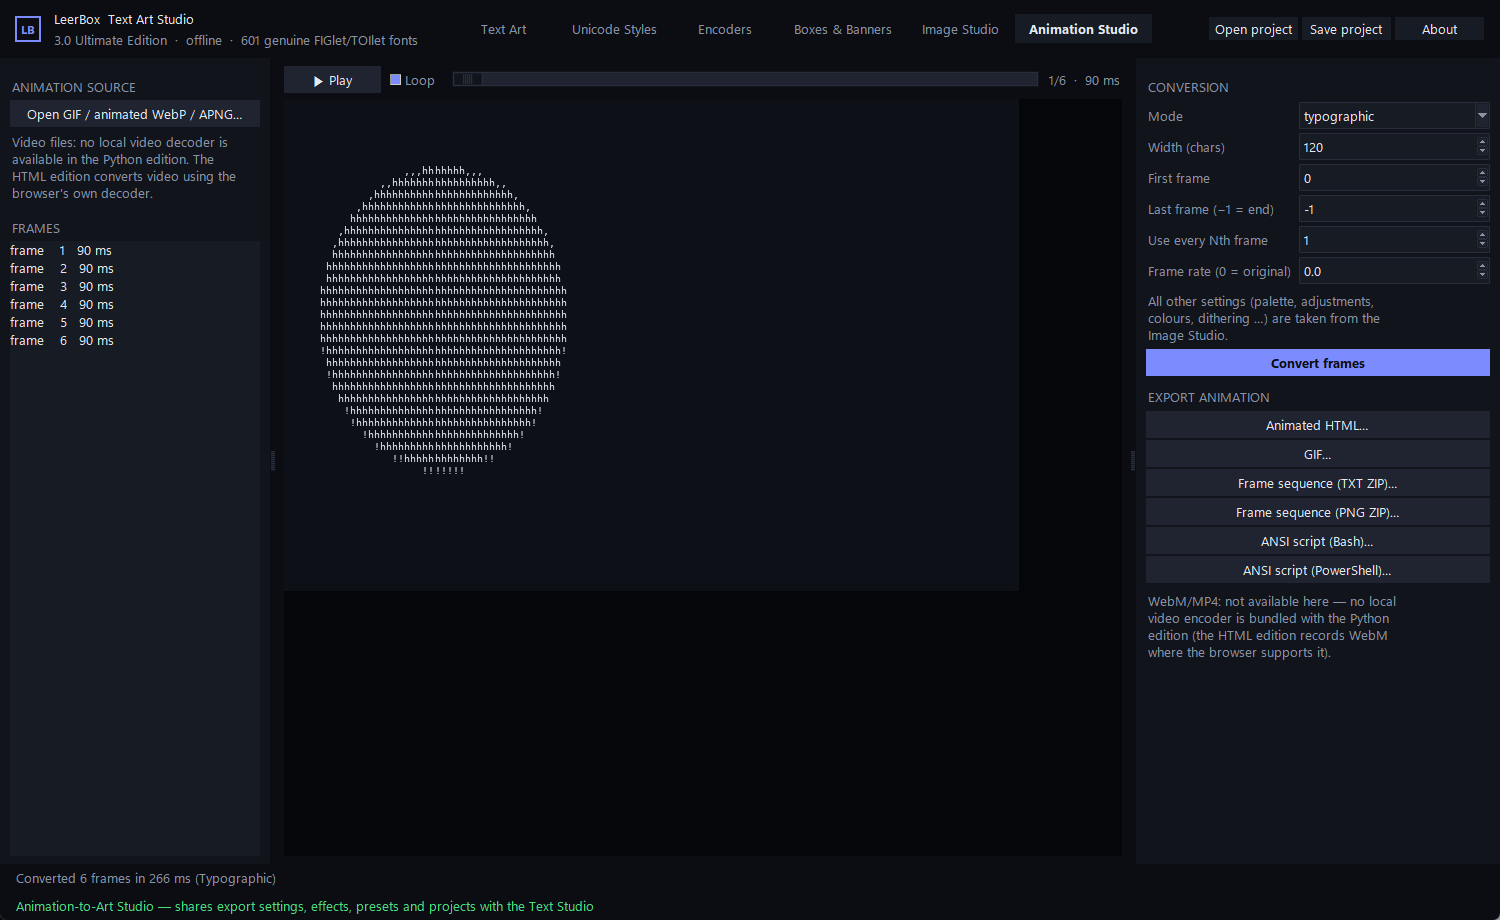 LB
LeerBox Text Art Studio
3.0 Ultimate Edition · offline · 601 genuine FIGlet/TOIlet fonts
Text Art
Unicode Styles
Encoders
Boxes & Banners
Image Studio
Animation Studio
Open project
Save project
About
ANIMATION SOURCE
Open GIF / animated WebP / APNG...
Video files: no local video decoder is
available in the Python edition. The
HTML edition converts video using the
browser's own decoder.
FRAMES
frame 1 90 ms
frame 2 90 ms
frame 3 90 ms
frame 4 90 ms
frame 5 90 ms
frame 6 90 ms
▶ Play
Loop
1/6 · 90 ms
CONVERSION
Mode
typographic
Width (chars)
120
First frame
0
Last frame (−1 = end)
-1
Use every Nth frame
1
Frame rate (0 = original)
0.0
All other settings (palette, adjustments,
colours, dithering …) are taken from the
Image Studio.
Convert frames
EXPORT ANIMATION
Animated HTML...
GIF...
Frame sequence (TXT ZIP)...
Frame sequence (PNG ZIP)...
ANSI script (Bash)...
ANSI script (PowerShell)...
WebM/MP4: not available here — no local
video encoder is bundled with the Python
edition (the HTML edition records WebM
where the browser supports it).
Converted 6 frames in 266 ms (Typographic)
Animation-to-Art Studio — shares export settings, effects, presets and projects with the Text Studio